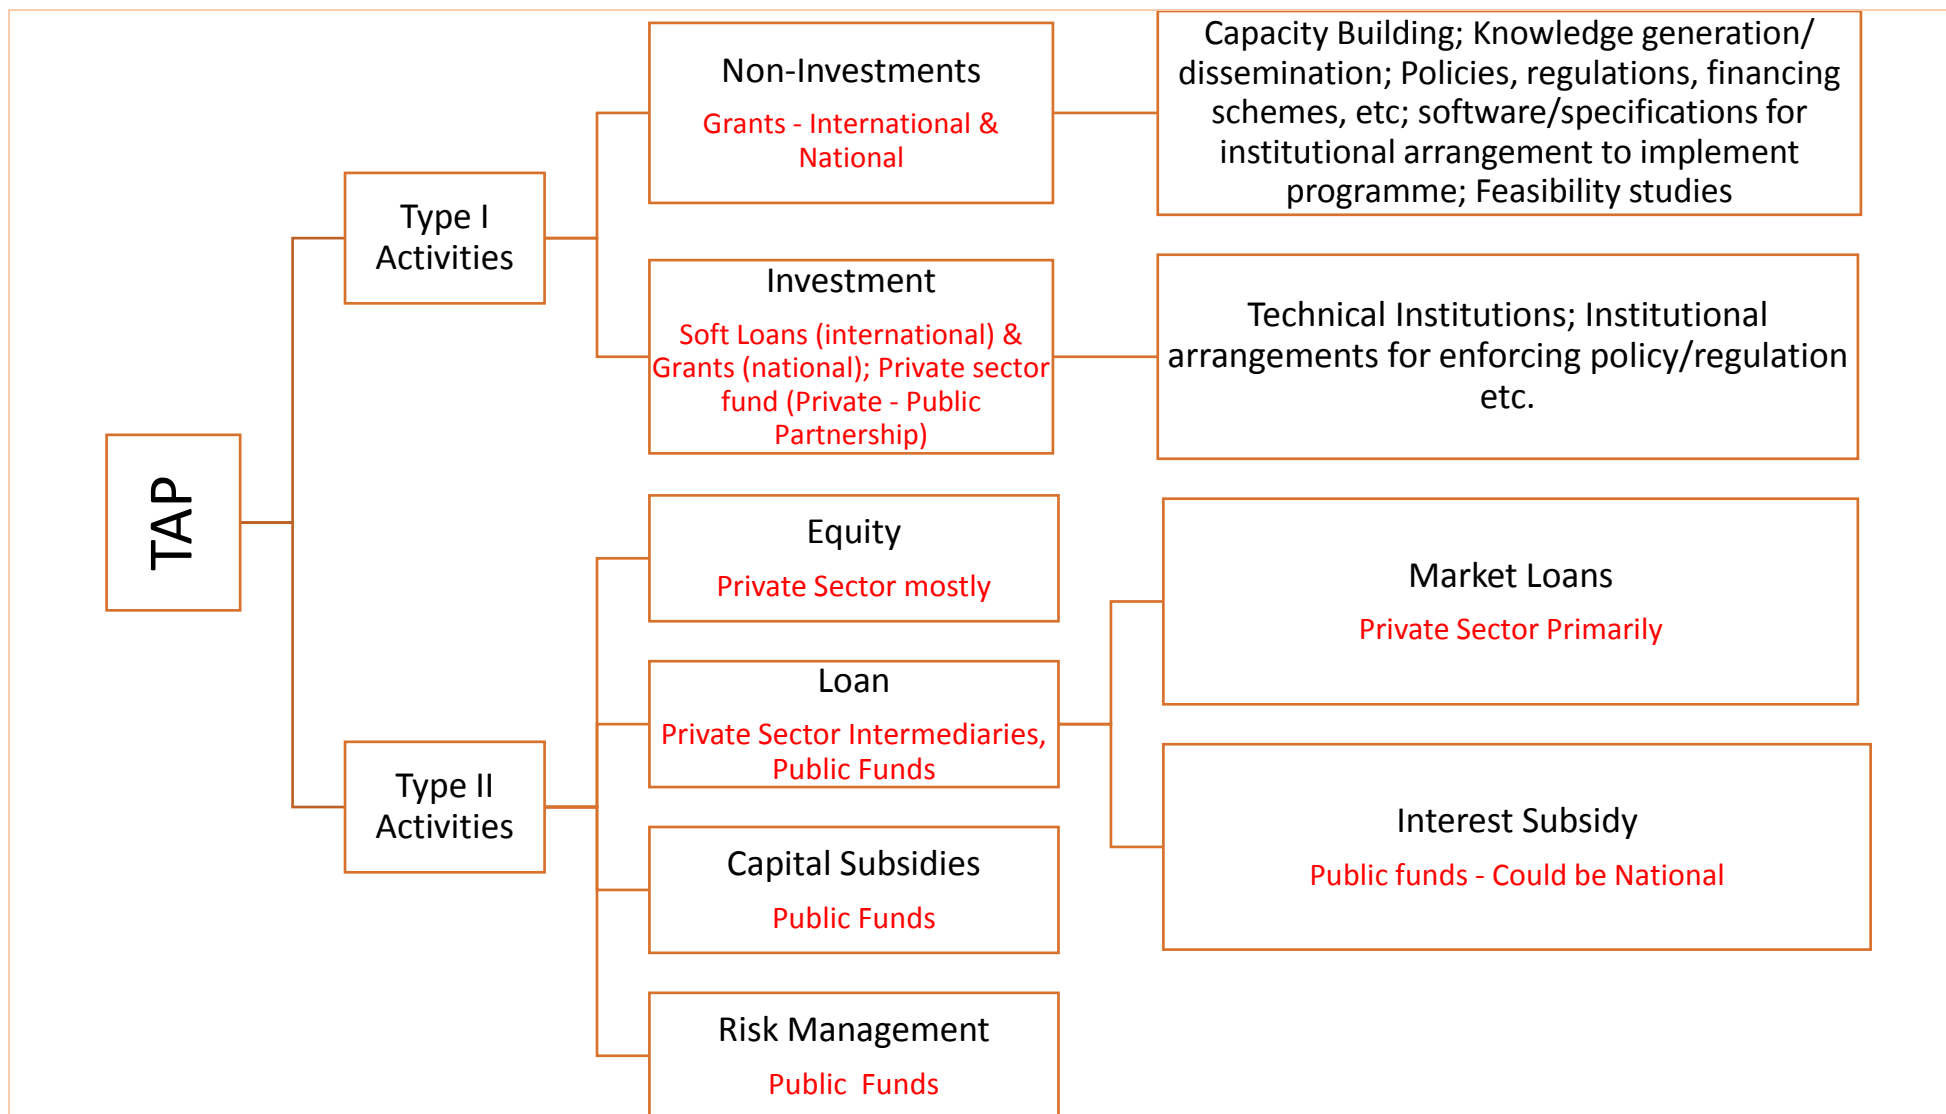 TAP
Type I
Activities
Non-Investments
Grants - International &
National
Capacity Building; Knowledge generation/
dissemination; Policies, regulations, financing
schemes, etc; software/specifications for
institutional arrangement to implement
programme; Feasibility studies
Investment
Soft Loans (international) &
Grants (national); Private sector
fund (Private - Public
Partnership)
Technical Institutions; Institutional
arrangements for enforcing policy/regulation
etc.
Type II
Activities
Equity
Private Sector mostly
Loan
Private Sector Intermediaries,
Public Funds
Market Loans
Private Sector Primarily
Interest Subsidy
Public funds - Could be National
Capital Subsidies
Public Funds
Risk Management
Public  Funds